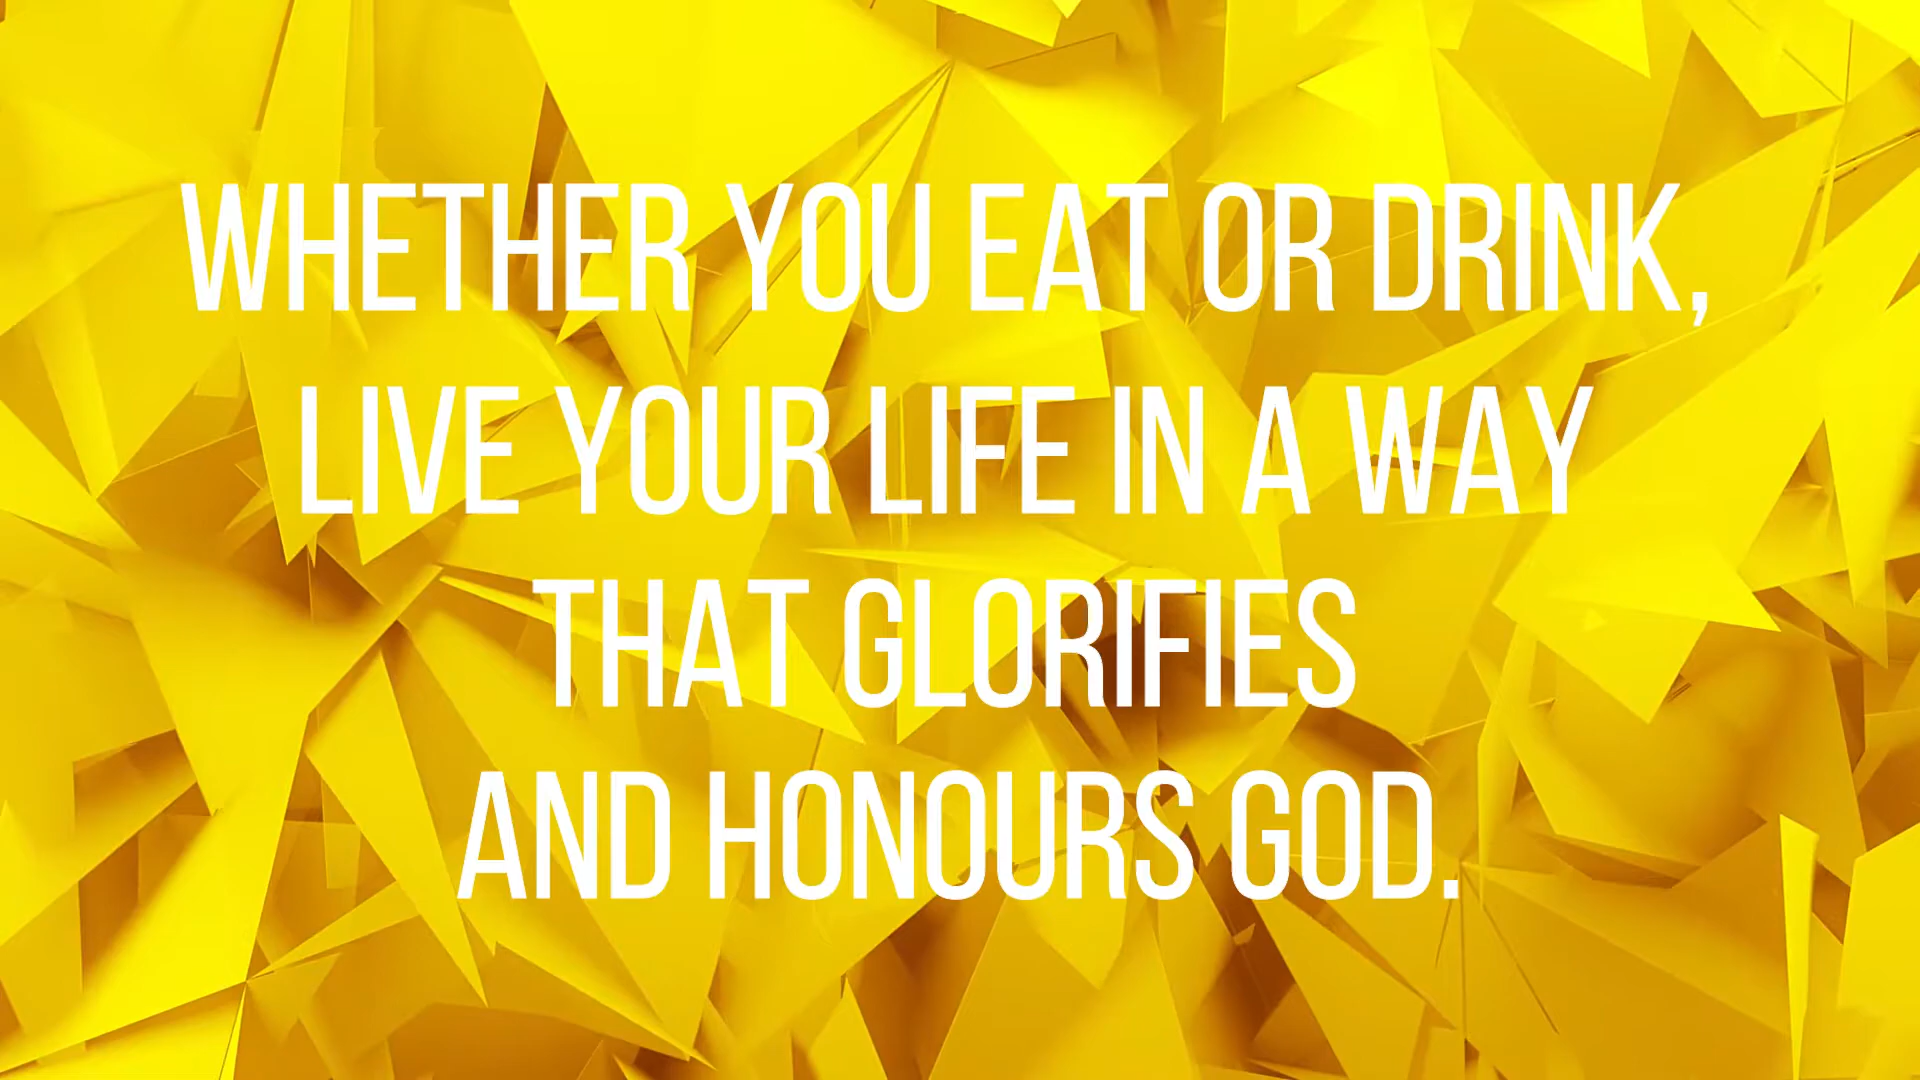 WHETHER YOU EAT OR DRINK,
LIVE YOUR LIFE IN A WAY
THAT GLORIFIES
AND HONOURS GOD.